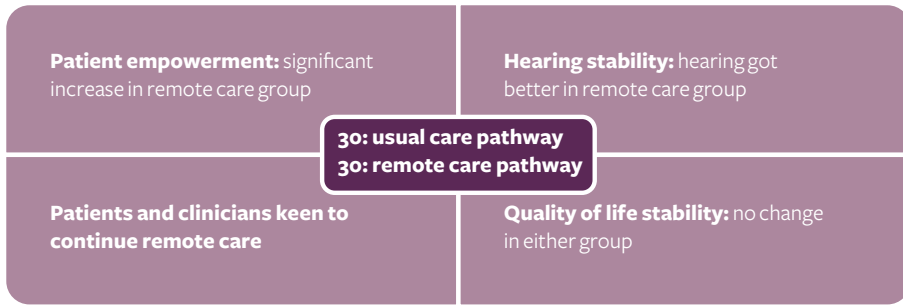 Patient empowerment: significant
increase in remote care group
Hearing stability: hearing got
better in remote care group
30: usual care pathway
30: remote care pathway
Patients and clinicians keen to
continue remote care
Quality of life stability: no change
in either group